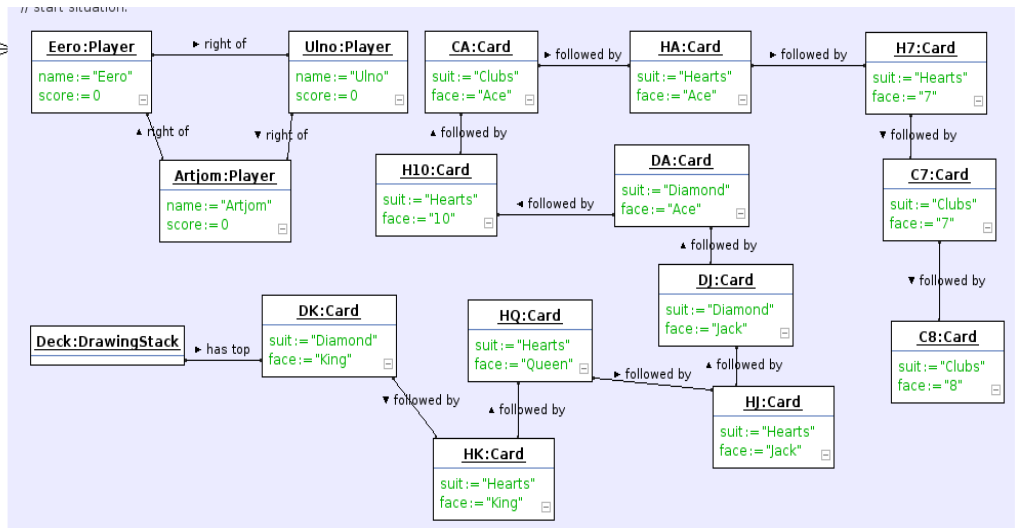 // start situation:
Eero:Player
name:="Eero"
score:=0
► right of
Ulno:Player
name:="Ulno"
score:=0
▲ right of
▼ right of
Artjom:Player
name:="Artjom"
score:=0
CA:Card
suit:="Clubs"
face:="Ace"
► followed by
HA:Card
suit:="Hearts"
face:="Ace"
► followed by
H7:Card
suit:="Hearts"
face:="7"
▲ followed by
▼ followed by
H10:Card
suit:="Hearts"
face:="10"
◄ followed by
DA:Card
suit:="Diamond"
face:="Ace"
C7:Card
suit:="Clubs"
face:="7"
▲ followed by
▼ followed by
DJ:Card
suit:="Diamond"
face:="Jack"
Deck:DrawingStack
► has top
DK:Card
suit:="Diamond"
face:="King"
HQ:Card
suit:="Hearts"
face:="Queen"
C8:Card
suit:="Clubs"
face:="8"
► followed by
▲ followed by
▼ followed by
▲ followed by
HJ:Card
suit:="Hearts"
face:="Jack"
HK:Card
suit:="Hearts"
face:="King"